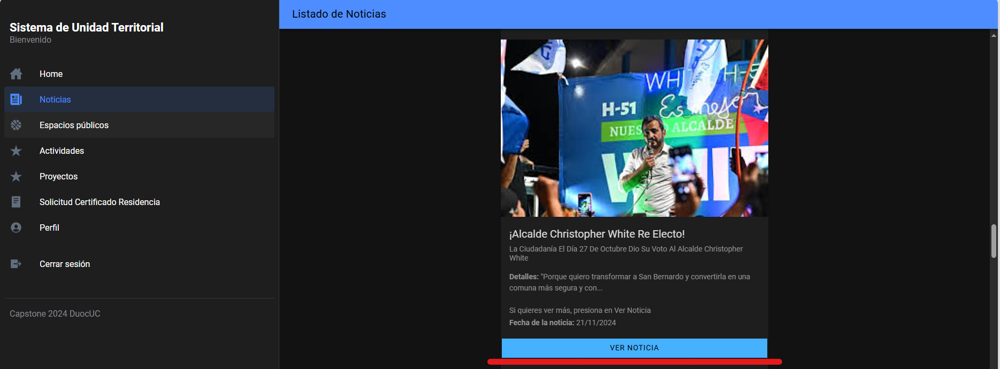 Sistema de Unidad Territorial
Bienvenido
Home
Noticias
Espacios públicos
Actividades
Proyectos
Solicitud Certificado Residencia
Perfil
Cerrar sesión
Capstone 2024 DuocUC
Listado de Noticias
H-51
NUES O ALCALDE
¡Alcalde Christopher White Re Electo!
La Ciudadanía El Día 27 De Octubre Dio Su Voto Al Alcalde Christopher
White
Detalles: "Porque quiero transformar a San Bernardo y convertirla en una
comuna más segura y con...
Si quieres ver más, presiona en Ver Noticia
Fecha de la noticia: 21/11/2024
VER NOTICIA